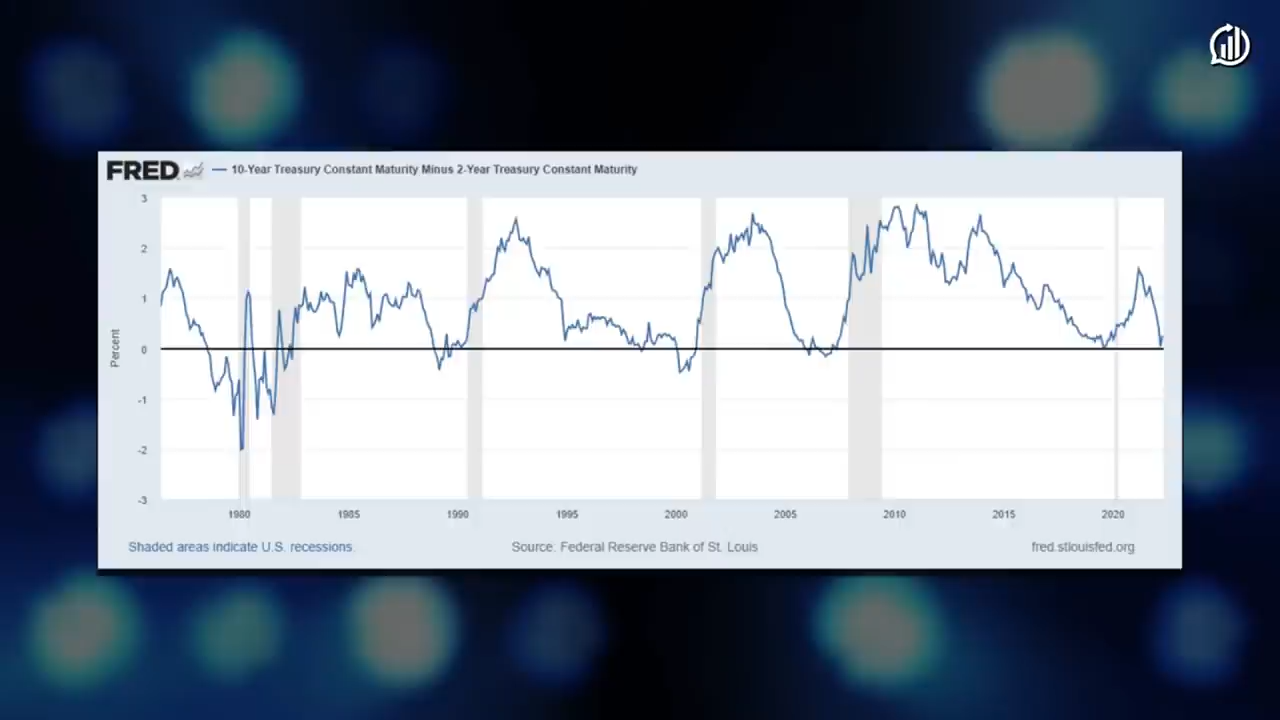 FRED — 10-Year Treasury Constant Maturity Minus 2-Year Treasury Constant Maturity
3
2
1
0
-1
-2
-3
Percent
1980 1985 1990 1995 2000 2005 2010 2015 2020
Shaded areas indicate U.S. recessions. Source: Federal Reserve Bank of St. Louis fred.stlouisfed.org